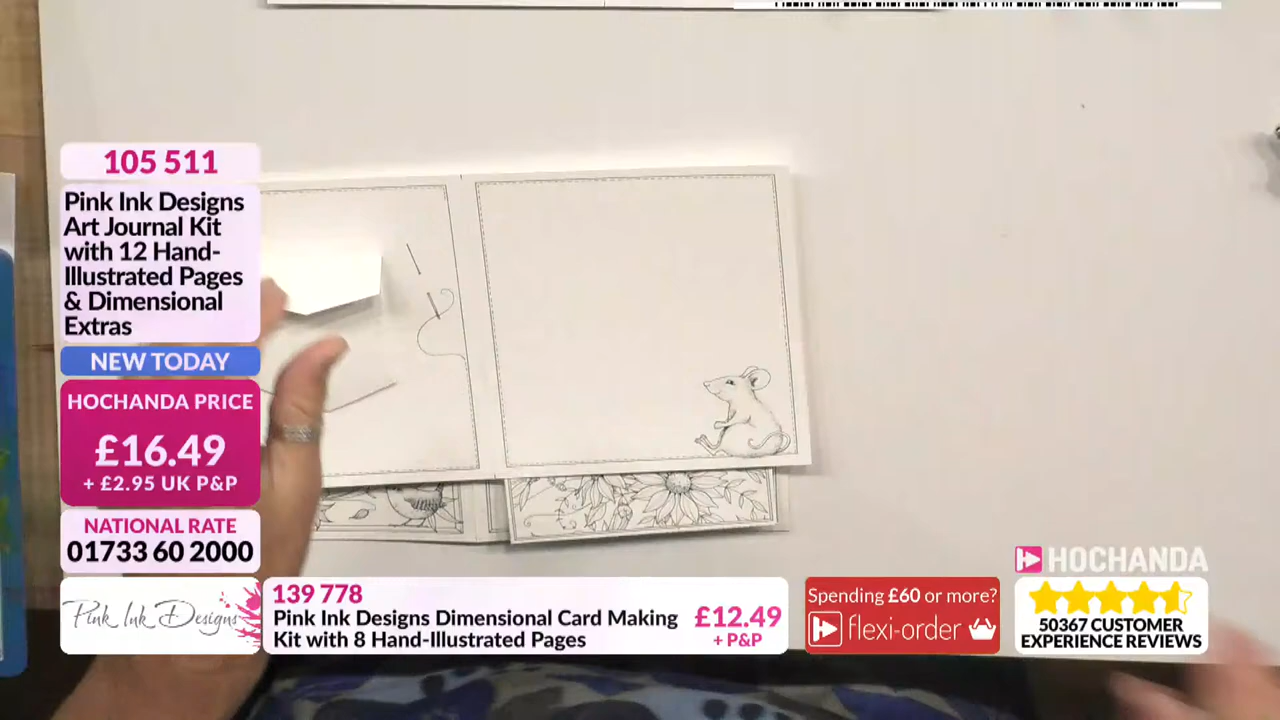 105 511
Pink Ink Designs
Art Journal Kit
with 12 Hand-
Illustrated Pages
& Dimensional
Extras
NEW TODAY
HOCHANDA PRICE
£16.49
+ £2.95 UK P&P
NATIONAL RATE
01733 60 2000
Pink Ink Designs
139 778
Pink Ink Designs Dimensional Card Making
Kit with 8 Hand-Illustrated Pages
£12.49
+ P&P
Spending £60 or more?
flexi-order
HOCHANDA
50367 CUSTOMER
EXPERIENCE REVIEWS